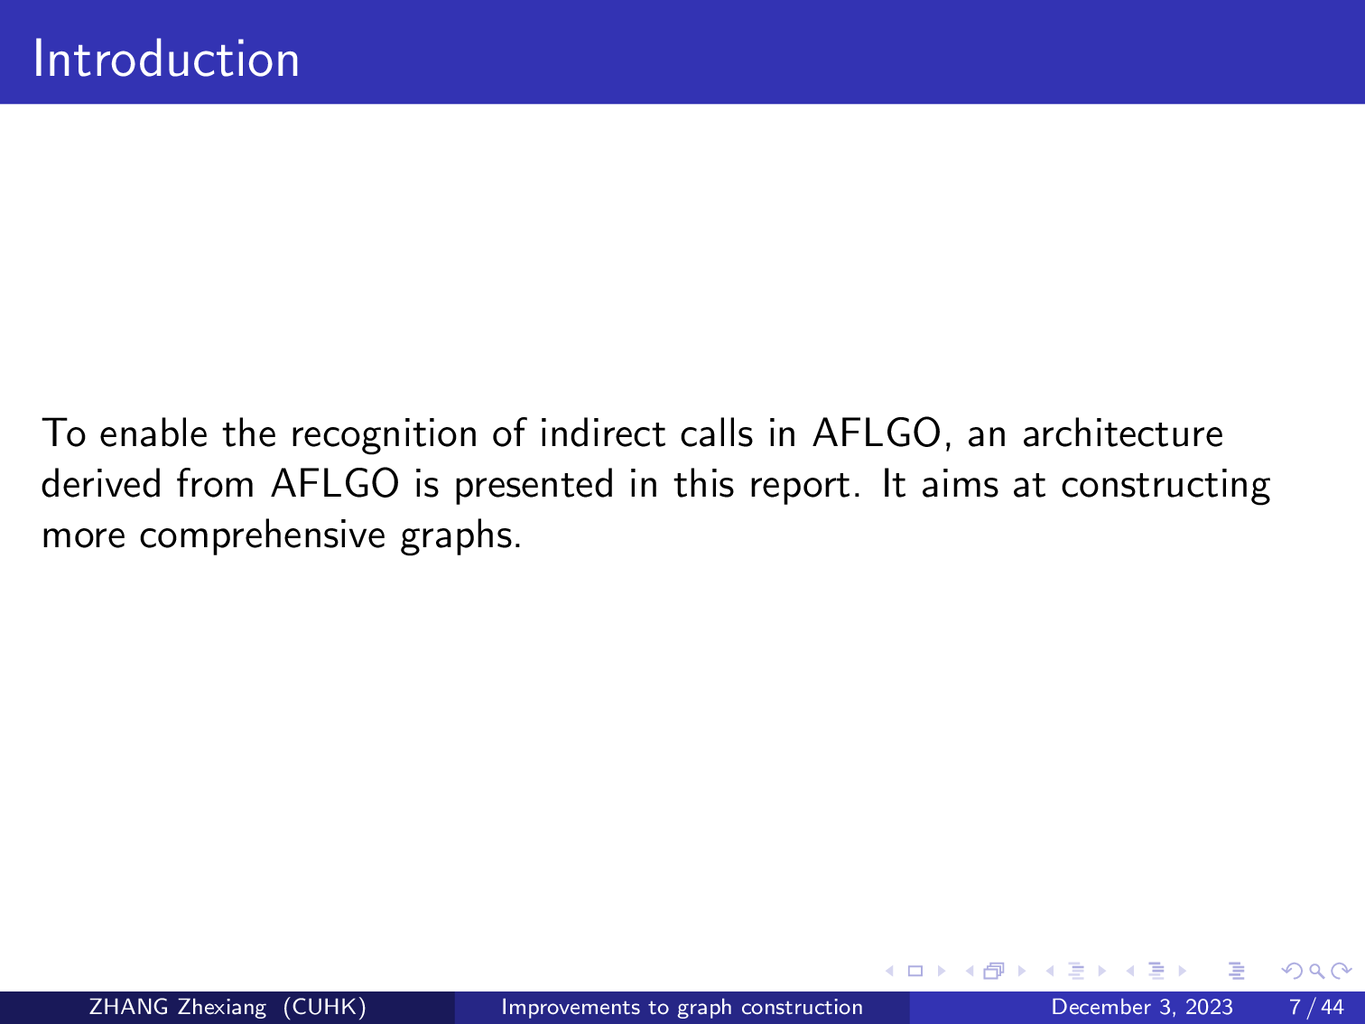 Introduction
To enable the recognition of indirect calls in AFLGO, an architecture
derived from AFLGO is presented in this report. It aims at constructing
more comprehensive graphs.
ZHANG Zhexiang (CUHK)
Improvements to graph construction
December 3, 2023
7 / 44